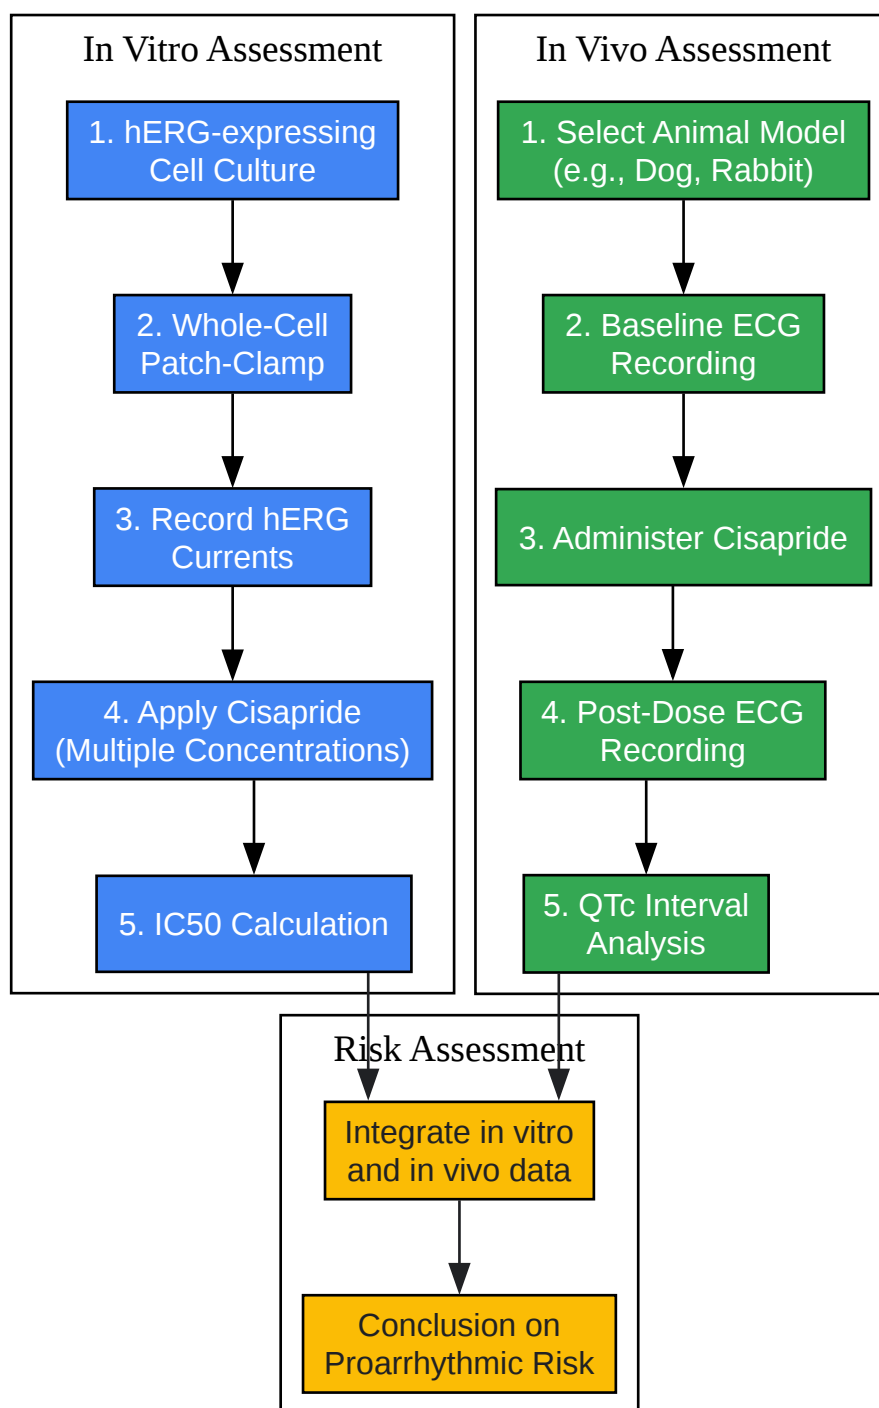 In Vitro Assessment
1. hERG-expressing
Cell Culture
2. Whole-Cell
Patch-Clamp
3. Record hERG
Currents
4. Apply Cisapride
(Multiple Concentrations)
5. IC50 Calculation
In Vivo Assessment
1. Select Animal Model
(e.g., Dog, Rabbit)
2. Baseline ECG
Recording
3. Administer Cisapride
4. Post-Dose ECG
Recording
5. QTc Interval
Analysis
Risk Assessment
Integrate in vitro
and in vivo data
Conclusion on
Proarrhythmic Risk